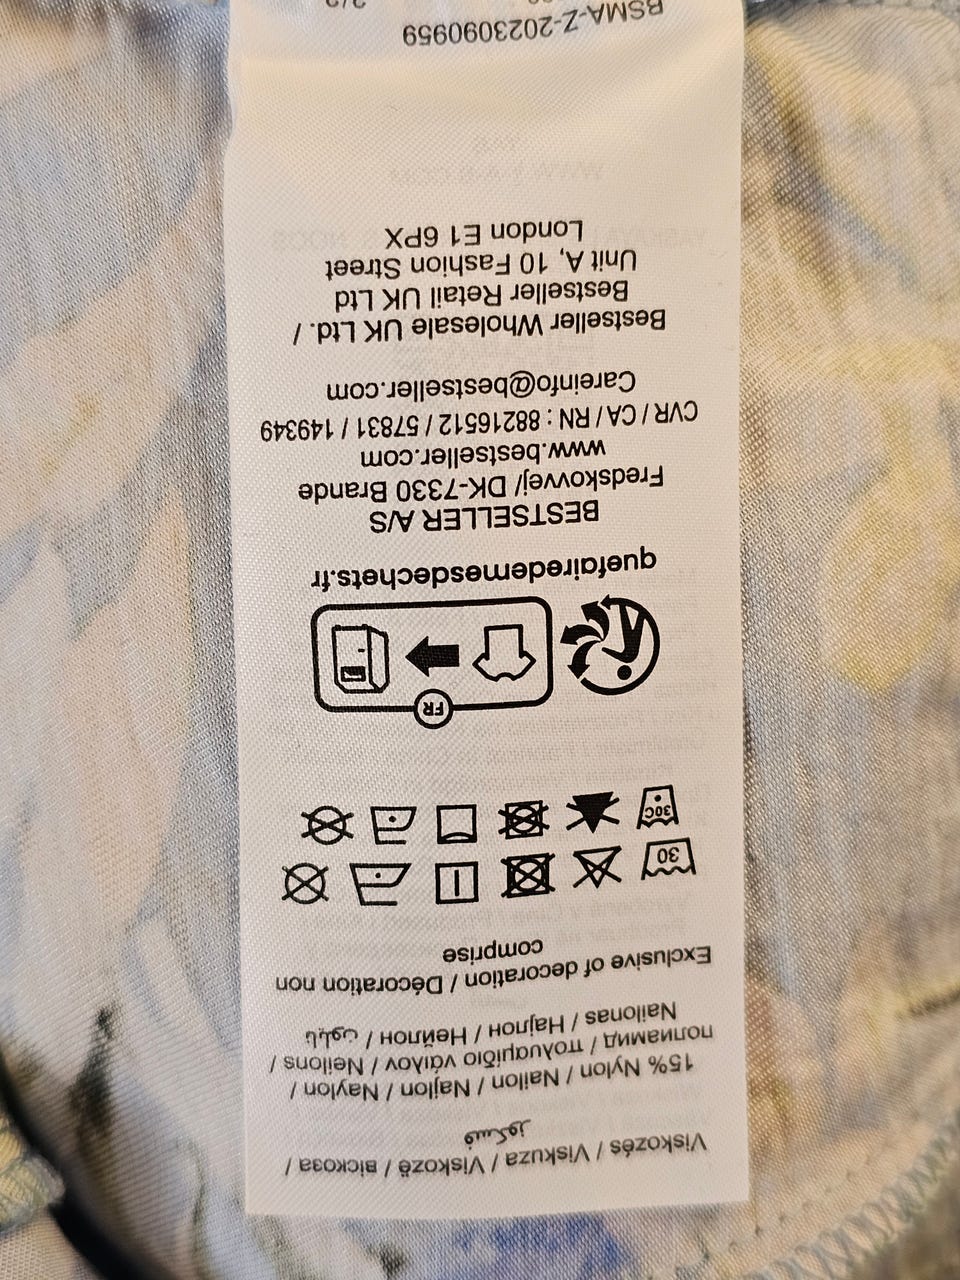 Viskozės / Viskuza / Viskozë / віскоза /
فسكوز
15% Nylon / Nailon / Najlon / Naylon /
полиамид / πολυαμίδιο νάιλον / Neilons /
Nailonas / Најлон / Нейлон / نايلون
Exclusive of decoration / Décoration non
comprise
30
30C
FR
quefairedemesdechets.fr
BESTSELLER A/S
Fredskovvej/ DK-7330 Brande
www.bestseller.com
CVR / CA / RN : 88216512 / 57831 / 149349
Careinfo@bestseller.com
Bestseller Wholesale UK Ltd. /
Bestseller Retail UK Ltd
Unit A, 10 Fashion Street
London E1 6PX
BSMA-Z-2023090959